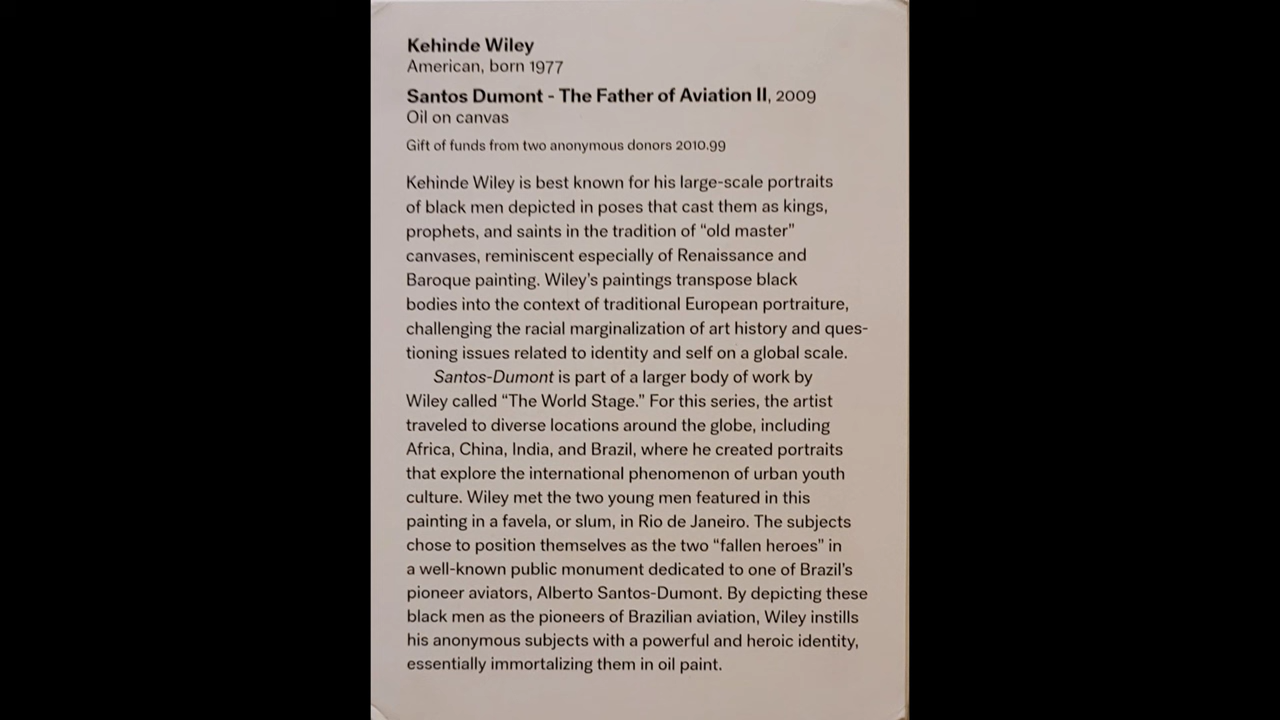 Kehinde Wiley
American, born 1977
Santos Dumont - The Father of Aviation II, 2009
Oil on canvas
Gift of funds from two anonymous donors 2010.99
Kehinde Wiley is best known for his large-scale portraits
of black men depicted in poses that cast them as kings,
prophets, and saints in the tradition of “old master”
canvases, reminiscent especially of Renaissance and
Baroque painting. Wiley’s paintings transpose black
bodies into the context of traditional European portraiture,
challenging the racial marginalization of art history and ques-
tioning issues related to identity and self on a global scale.
Santos-Dumont is part of a larger body of work by
Wiley called “The World Stage.” For this series, the artist
traveled to diverse locations around the globe, including
Africa, China, India, and Brazil, where he created portraits
that explore the international phenomenon of urban youth
culture. Wiley met the two young men featured in this
painting in a favela, or slum, in Rio de Janeiro. The subjects
chose to position themselves as the two “fallen heroes” in
a well-known public monument dedicated to one of Brazil’s
pioneer aviators, Alberto Santos-Dumont. By depicting these
black men as the pioneers of Brazilian aviation, Wiley instills
his anonymous subjects with a powerful and heroic identity,
essentially immortalizing them in oil paint.